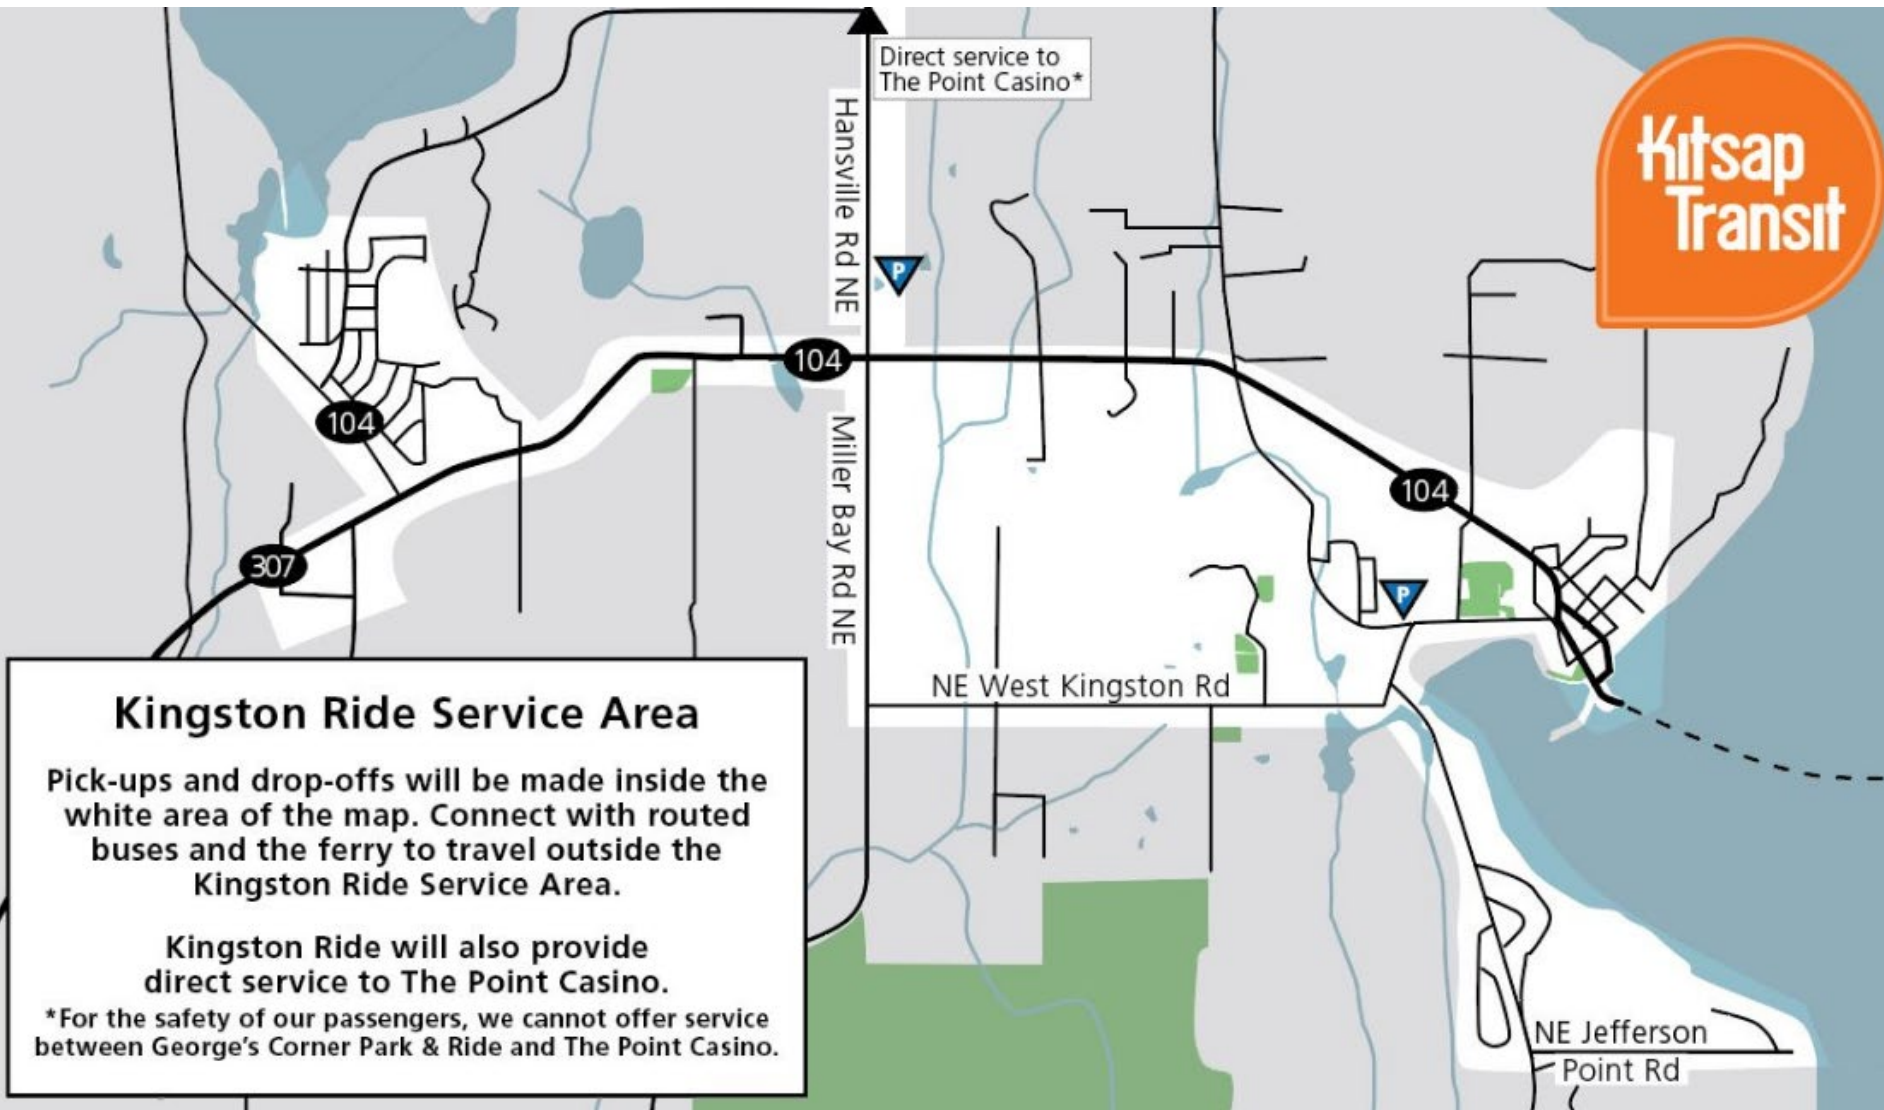 Direct service to
The Point Casino*
Kitsap
Transit
Hansville Rd NE
P
104
Miller Bay Rd NE
104
104
307
P
NE West Kingston Rd
Kingston Ride Service Area
Pick-ups and drop-offs will be made inside the
white area of the map. Connect with routed
buses and the ferry to travel outside the
Kingston Ride Service Area.
Kingston Ride will also provide
direct service to The Point Casino.
*For the safety of our passengers, we cannot offer service
between George's Corner Park & Ride and The Point Casino.
NE Jefferson
Point Rd